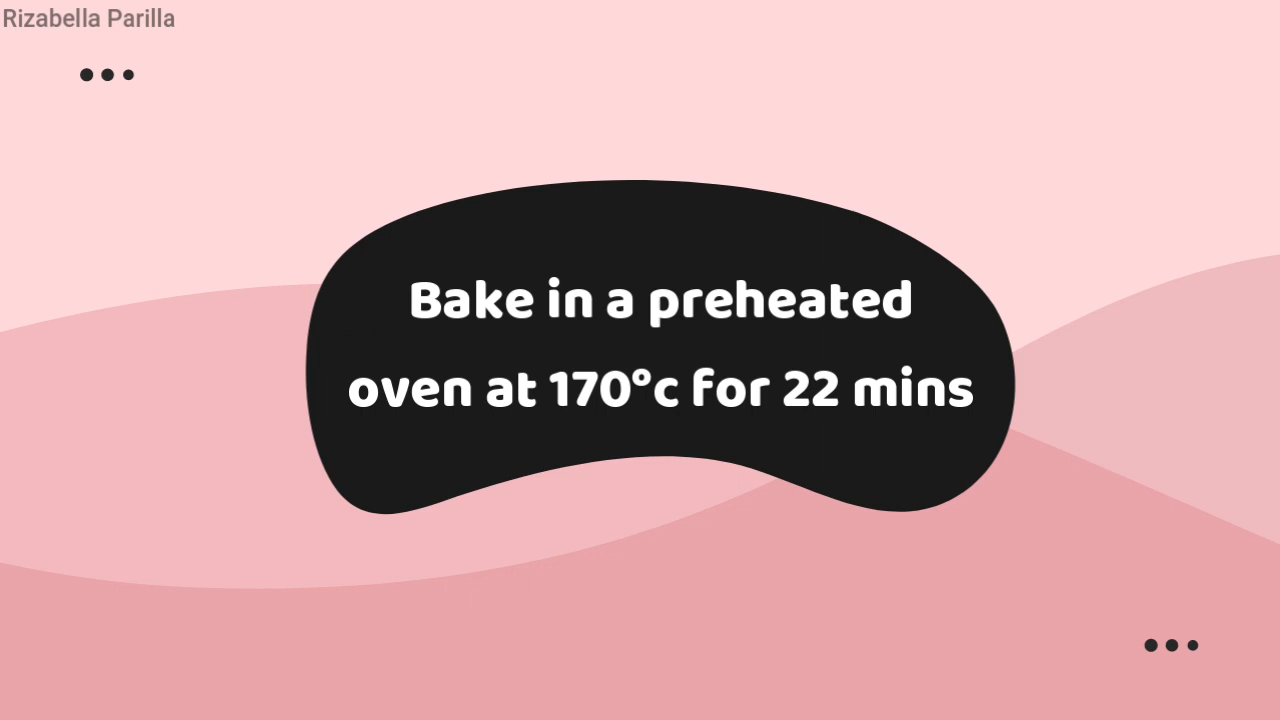 Rizabella Parilla
Bake in a preheated
oven at 170°c for 22 mins